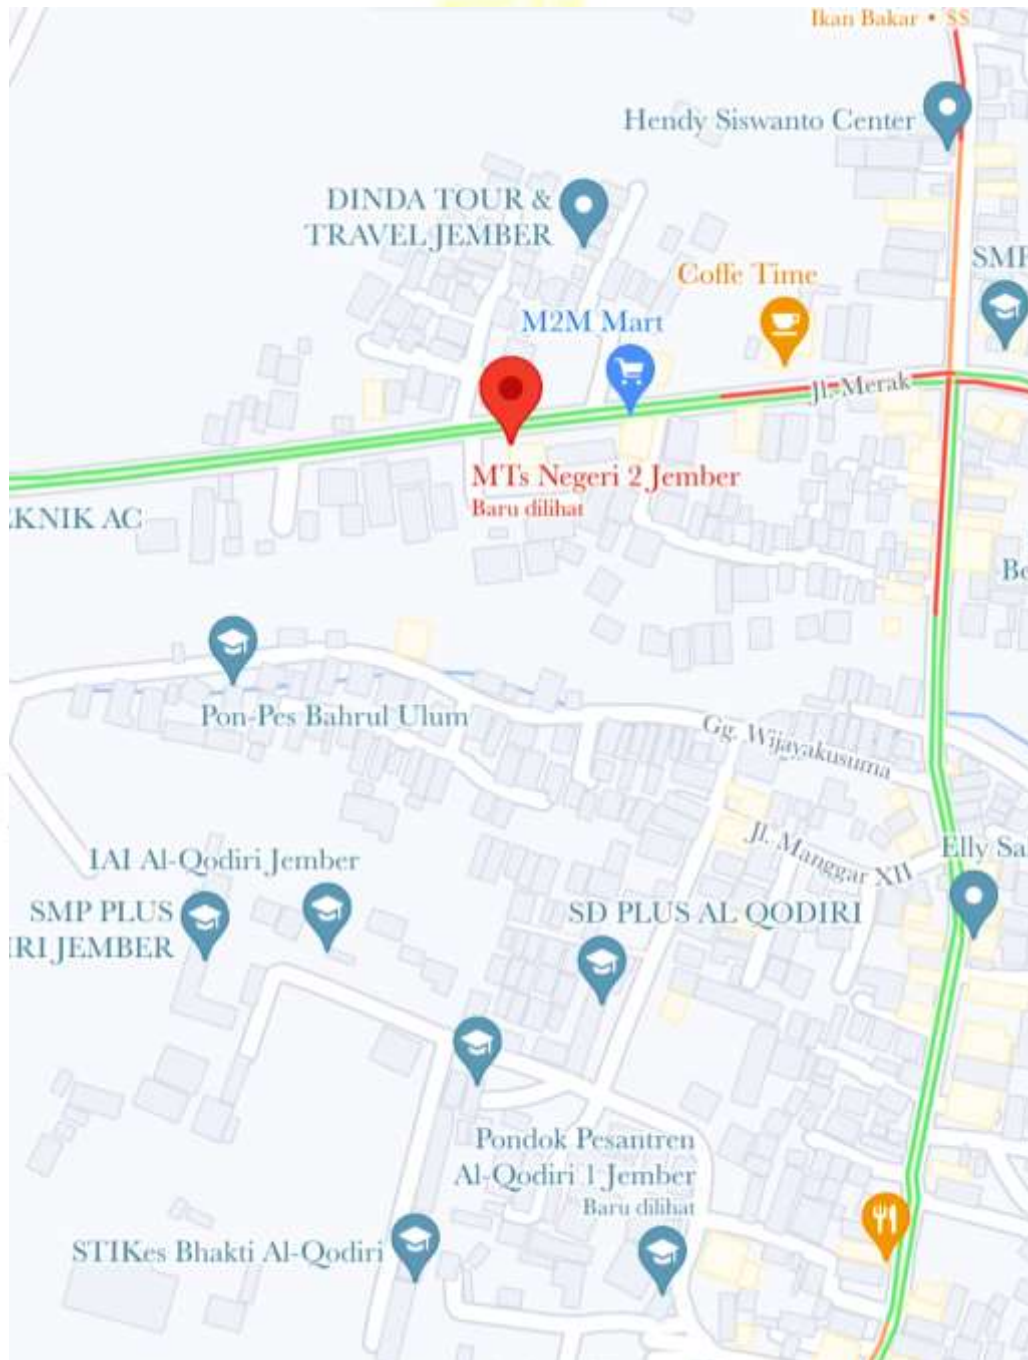 Ikan Bakar • $$
Hendy Siswanto Center
DINDA TOUR &
TRAVEL JEMBER
SMP
Coffe Time
M2M Mart
Jl. Merak
MTs Negeri 2 Jember
Baru dilihat
EKNIK AC
Be
Pon-Pes Bahrul Ulum
Gg. Wijayakusuma
Jl. Manggar XII
Elly Sa
IAI Al-Qodiri Jember
SMP PLUS
IRI JEMBER
SD PLUS AL QODIRI
Pondok Pesantren
Al-Qodiri 1 Jember
Baru dilihat
STIKes Bhakti Al-Qodiri